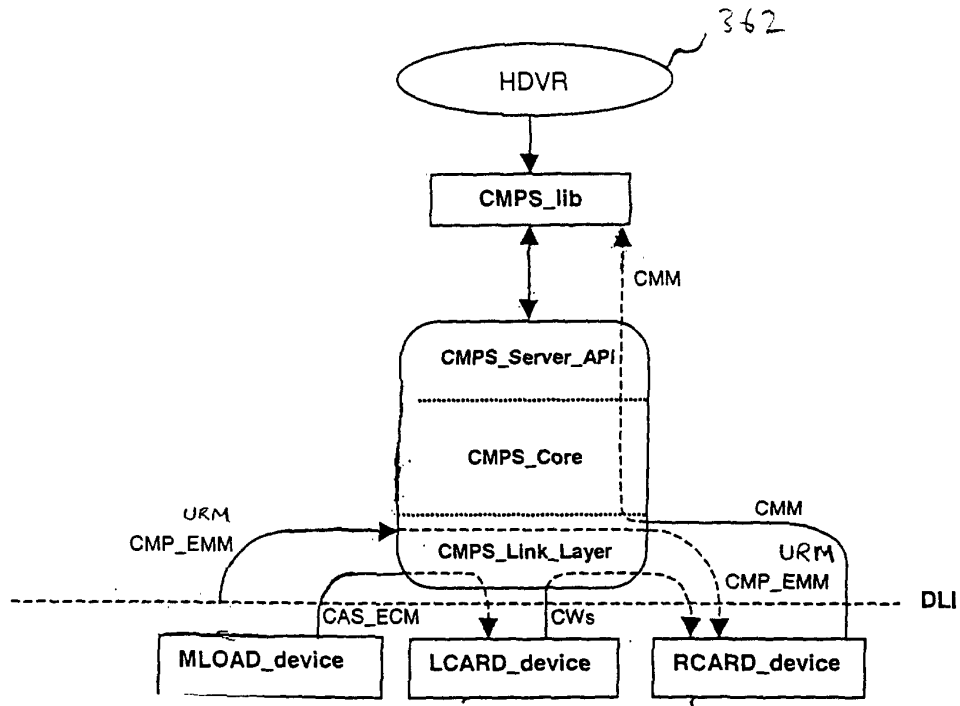 362
HDVR
CMPS_lib
CMM
CMPS_Server_API
CMPS_Core
URM
CMP_EMM
CMM
CMPS_Link_Layer
URM
CMP_EMM
DLI
CAS_ECM
CWs
MLOAD_device
LCARD_device
RCARD_device